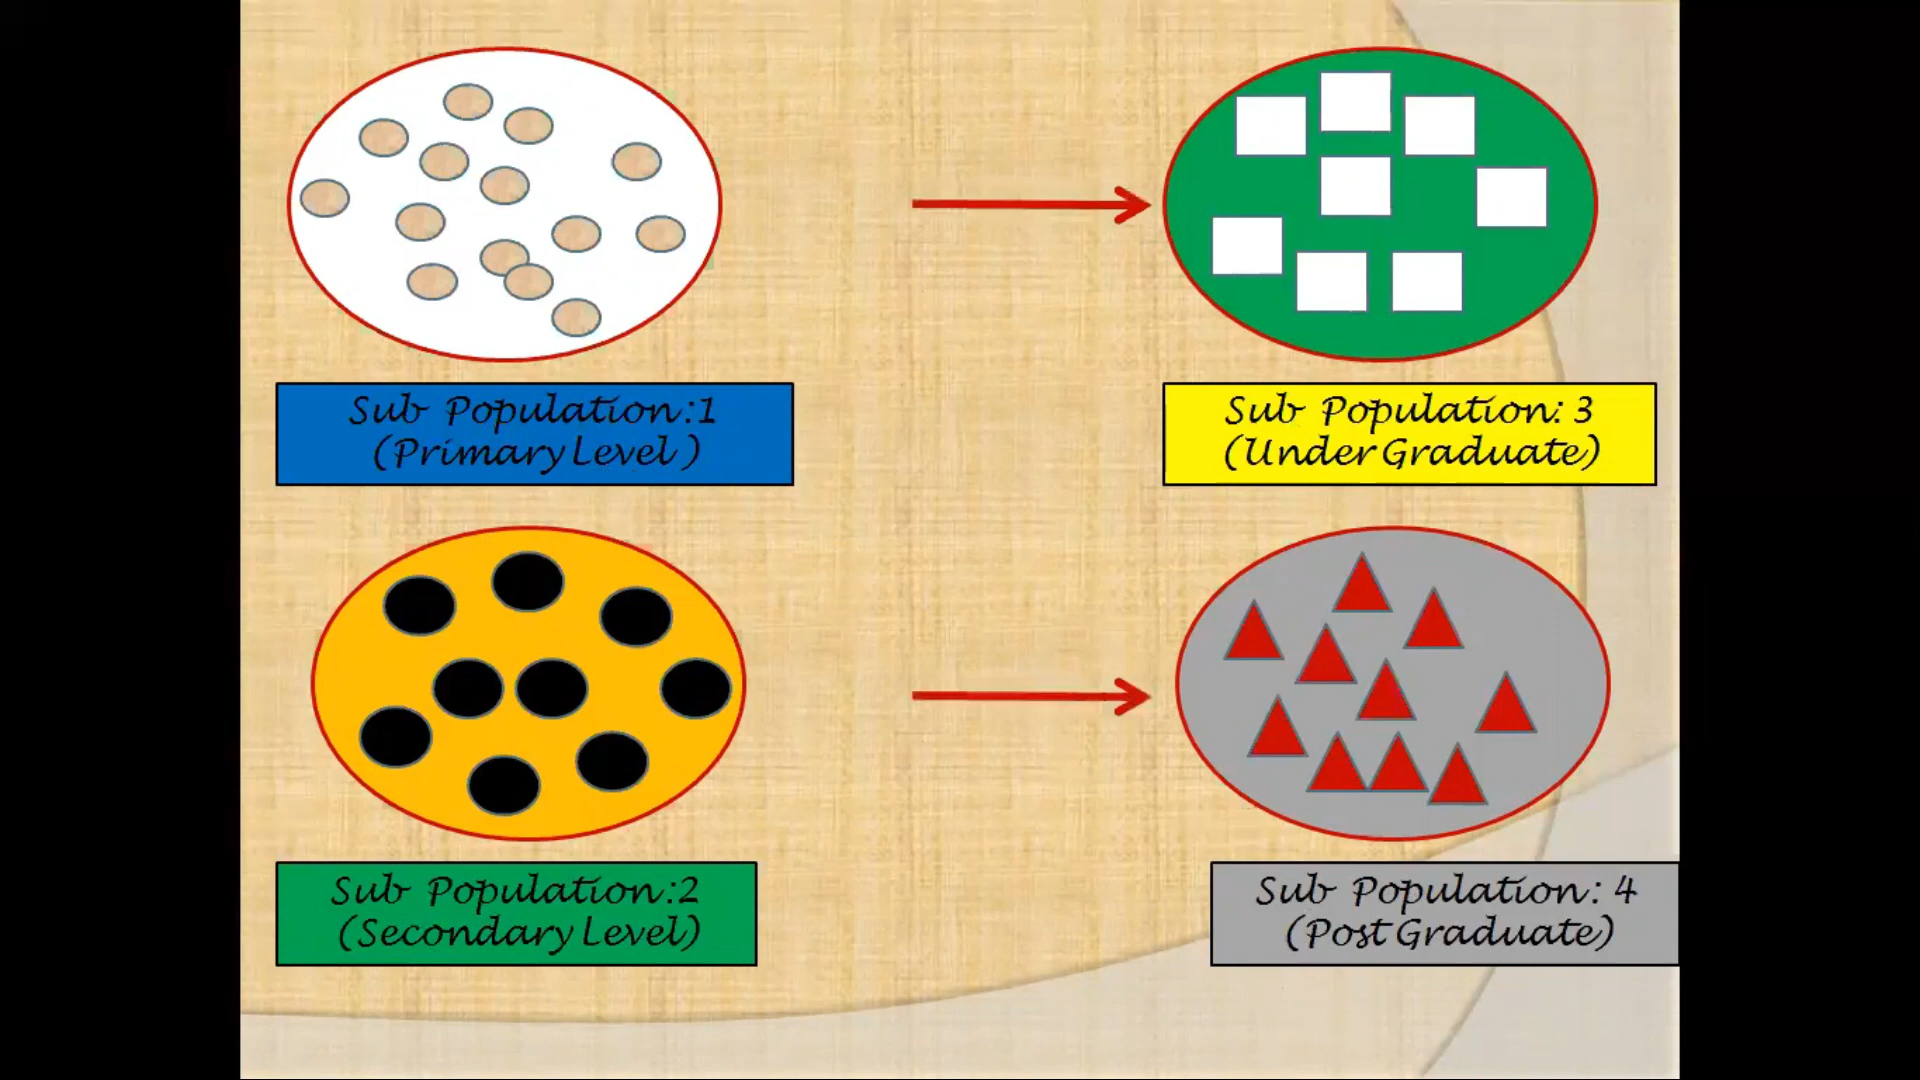 Sub Population:1
(Primary Level )
Sub Population: 3
(Under Graduate)
Sub Population:2
(Secondary Level)
Sub Population: 4
(Post Graduate)